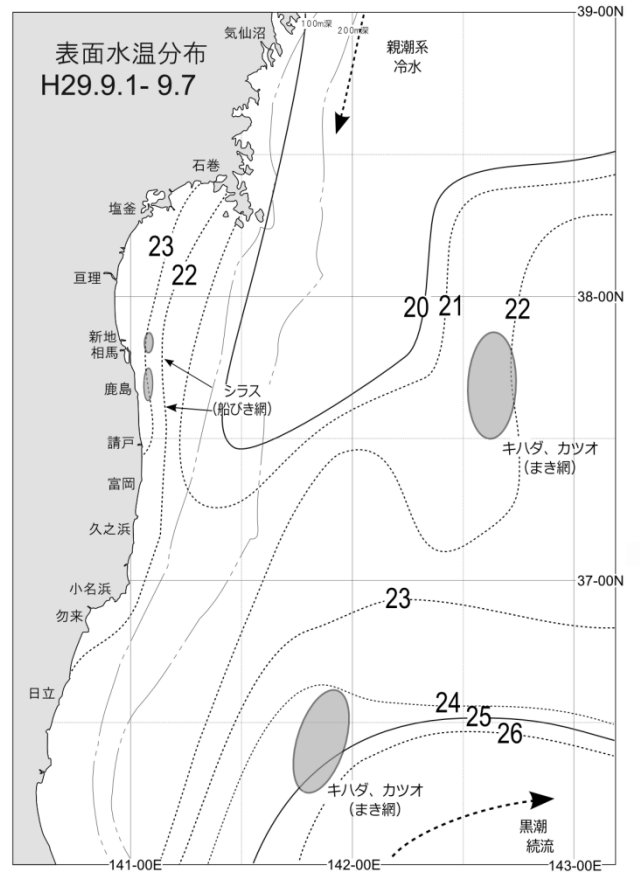 39-00N
気仙沼
100m深
200m深
表面水温分布
H29.9.1- 9.7
親潮系
冷水
石巻
塩釜
23
22
亘理
38-00N
20
21
22
新地
相馬
鹿島
シラス
(船びき網)
請戸
キハダ、カツオ
(まき網)
富岡
久之浜
37-00N
小名浜
勿来
23
日立
24
25
26
キハダ、カツオ
(まき網)
黒潮
続流
141-00E
142-00E
143-00E